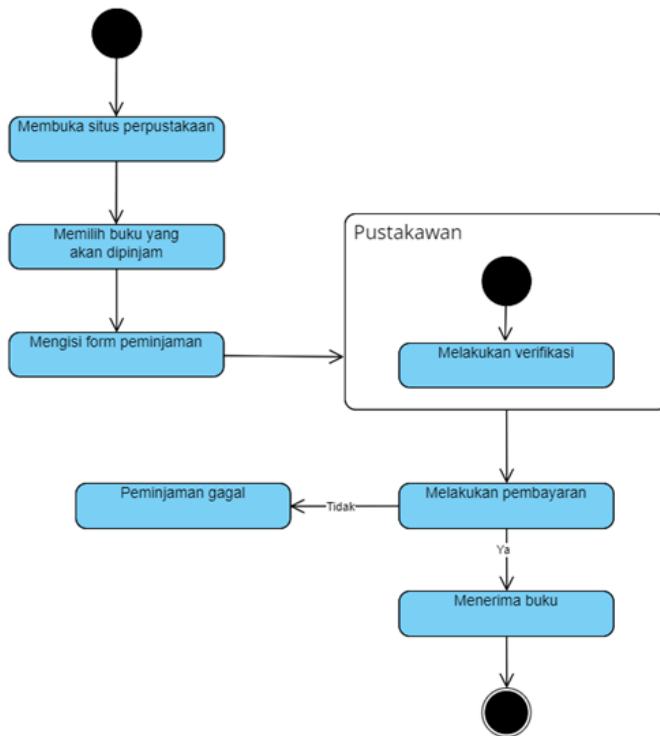 Membuka situs perpustakaan
Memilih buku yang
akan dipinjam
Mengisi form peminjaman
Pustakawan
Melakukan verifikasi
Melakukan pembayaran
Tidak
Peminjaman gagal
Ya
Menerima buku